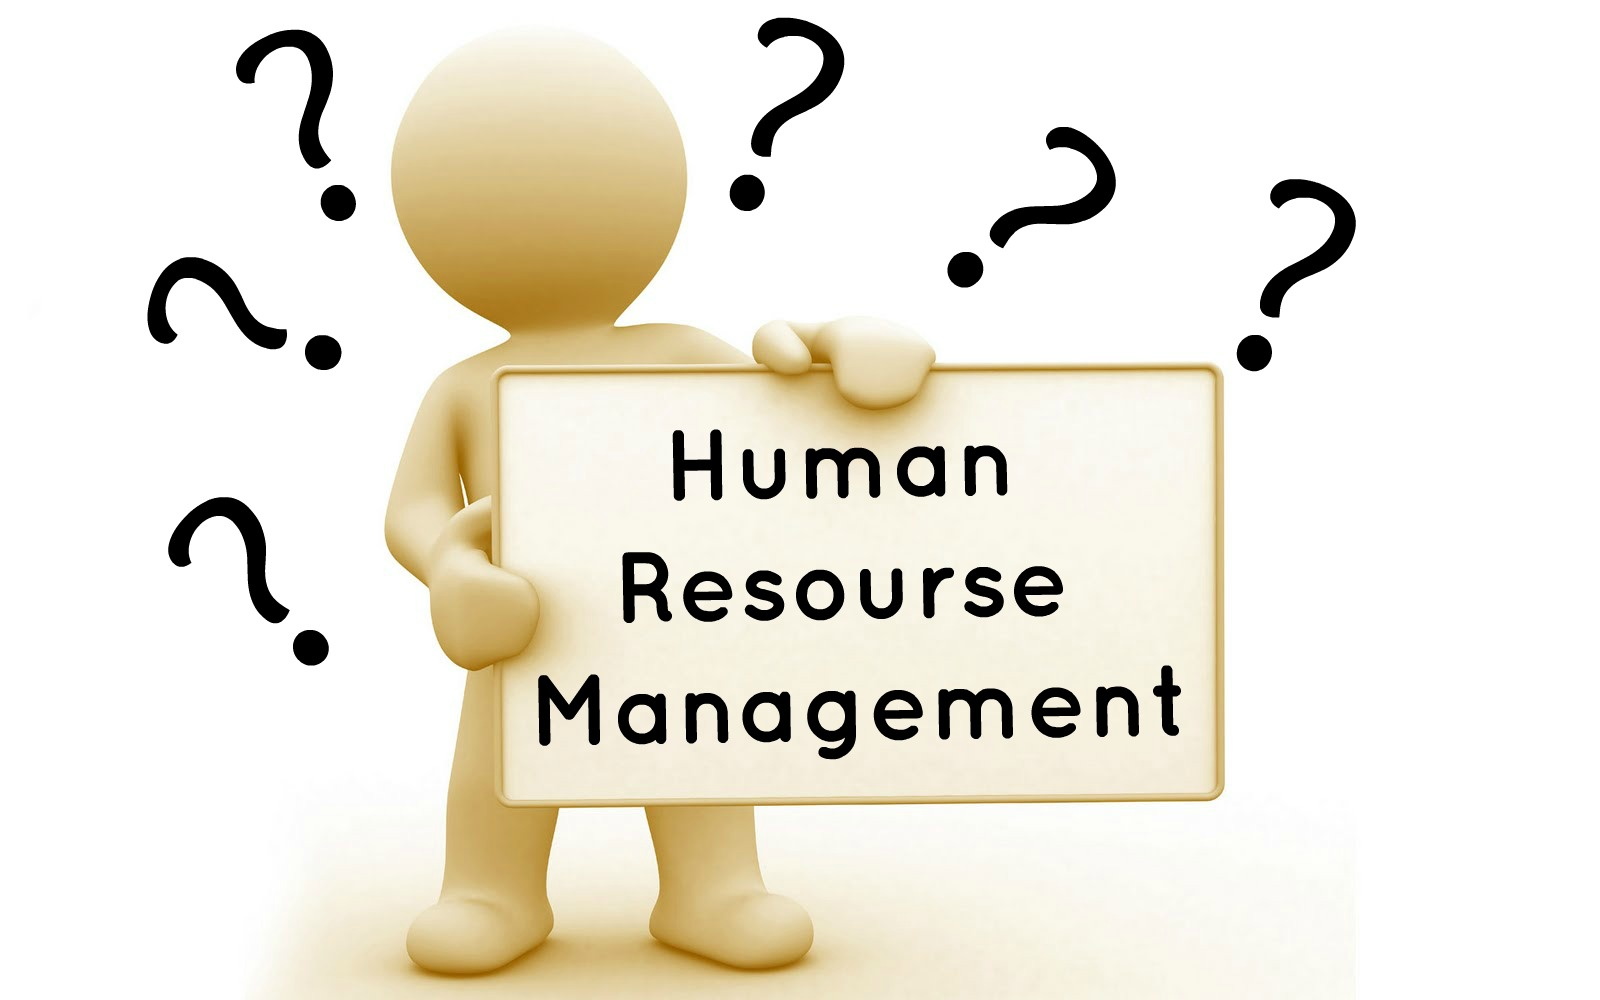 ? ? ? ? ? ? ?
Human
Resourse
Management